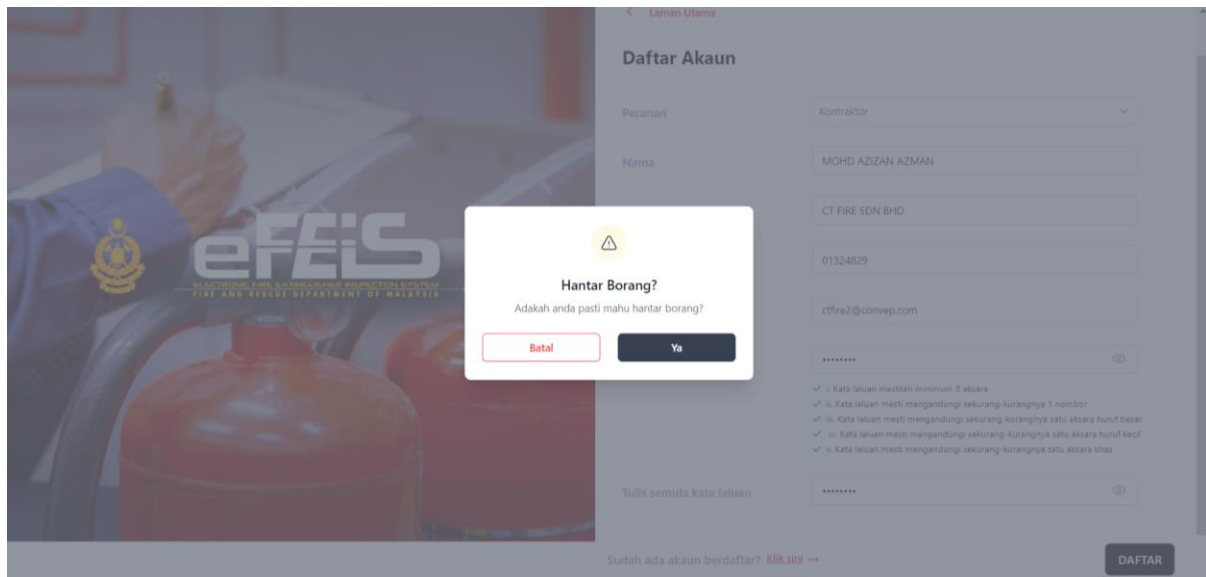 Laman Utama
Daftar Akaun
Peranan
Kontraktor
Nama
MOHD AZIZAN AZMAN
CT FIRE SDN BHD
01324829
ctfire2@convep.com
••••••••
i. Kata laluan mestilah minimum 8 aksara
ii. Kata laluan mesti mengandungi sekurang-kurangnya 1 nombor
iii. Kata laluan mesti mengandungi sekurang-kurangnya satu aksara huruf besar
iv. Kata laluan mesti mengandungi sekurang-kurangnya satu aksara huruf kecil
v. Kata laluan mesti mengandungi sekurang-kurangnya satu aksara khas
Tulis semula kata laluan
••••••••
Sudah ada akaun berdaftar? Klik sini →
DAFTAR
eFEiS
ELECTRONIC FIRE EXTINGUISHER INSPECTION SYSTEM
FIRE AND RESCUE DEPARTMENT OF MALAYSIA
Hantar Borang?
Adakah anda pasti mahu hantar borang?
Batal
Ya